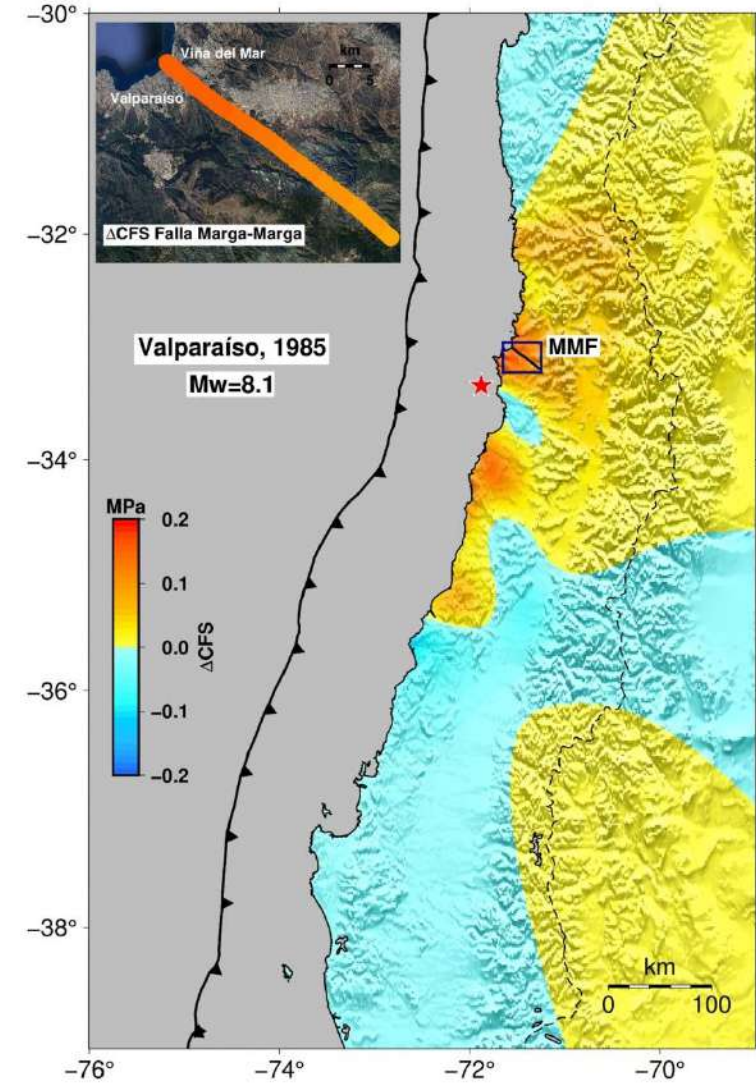 −30°
−32°
−34°
−36°
−38°
Viña del Mar
Valparaíso
km
0 5
ΔCFS Falla Marga-Marga
Valparaíso, 1985
Mw=8.1
MMF
MPa
0.2
0.1
0.0
−0.1
−0.2
ΔCFS
km
0 100
−76° −74° −72° −70°